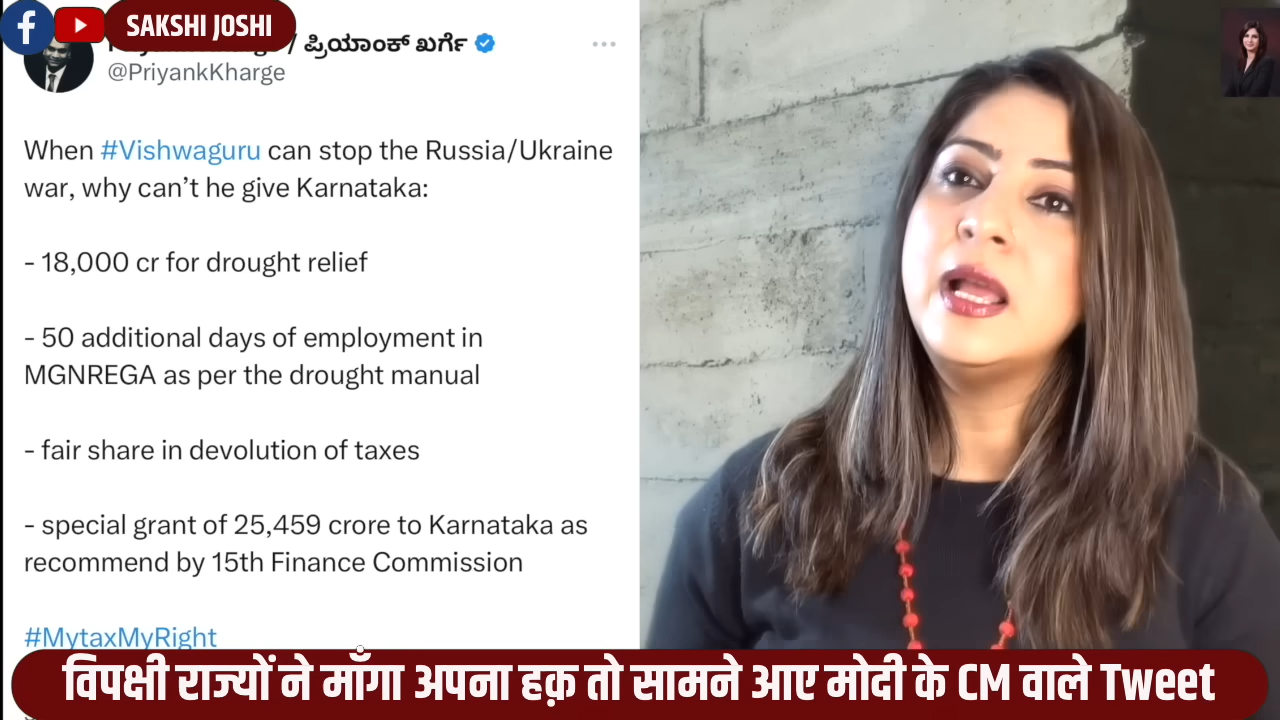 SAKSHI JOSHI
/ ಪ್ರಿಯಾಂಕ್ ಖರ್ಗೆ
@PriyankKharge
When #Vishwaguru can stop the Russia/Ukraine
war, why can’t he give Karnataka:
- 18,000 cr for drought relief
- 50 additional days of employment in
MGNREGA as per the drought manual
- fair share in devolution of taxes
- special grant of 25,459 crore to Karnataka as
recommend by 15th Finance Commission
#MytaxMyRight
विपक्षी राज्यों ने माँगा अपना हक़ तो सामने आए मोदी के CM वाले Tweet